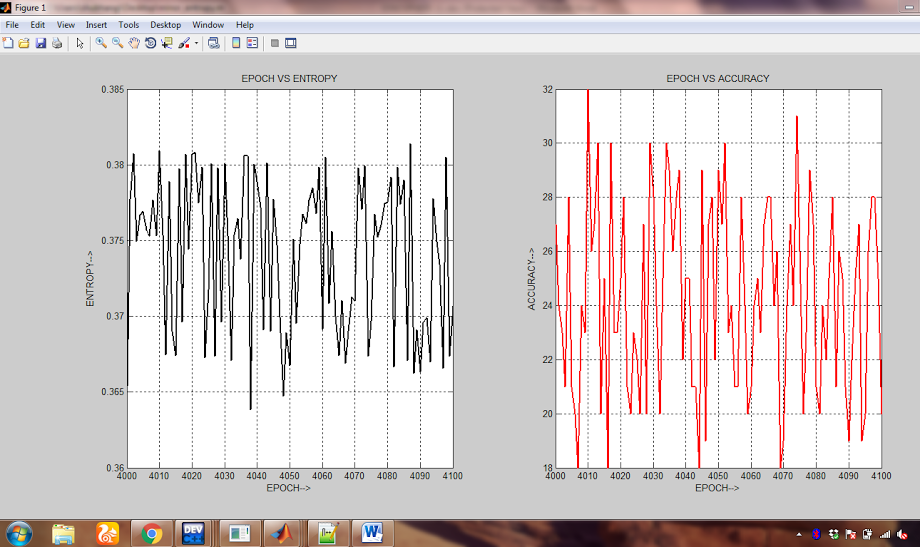 Figure 1
File Edit View Insert Tools Desktop Window Help
EPOCH VS ENTROPY
0.385
0.38
0.375
0.37
0.365
0.36
ENTROPY-->
4000 4010 4020 4030 4040 4050 4060 4070 4080 4090 4100
EPOCH-->
EPOCH VS ACCURACY
32
30
28
26
24
22
20
18
ACCURACY-->
4000 4010 4020 4030 4040 4050 4060 4070 4080 4090 4100
EPOCH-->
DEV
W